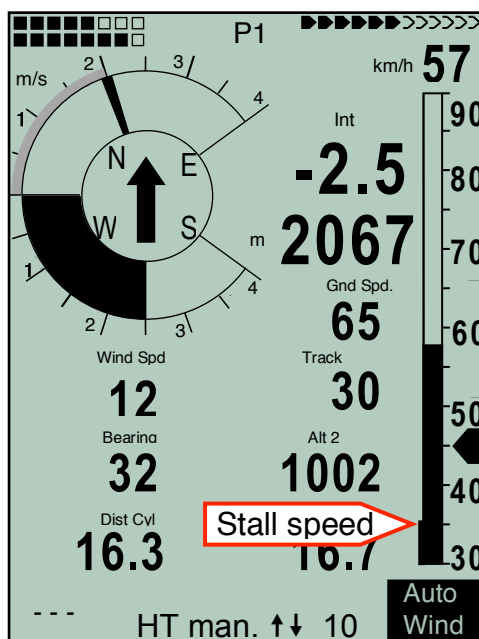 P1
km/h 57
m/s
2 3
1 4
N E
W S
1 4
2 3
Int
-2.5
m 2067
Gnd Spd.
65
Wind Spd Track
12 30
Bearing Alt 2
32 1002
Stall speed
Dist Cyl
16.3 16.7
90
80
70
60
50
40
30
--- HT man. ↑↓ 10
Auto
Wind